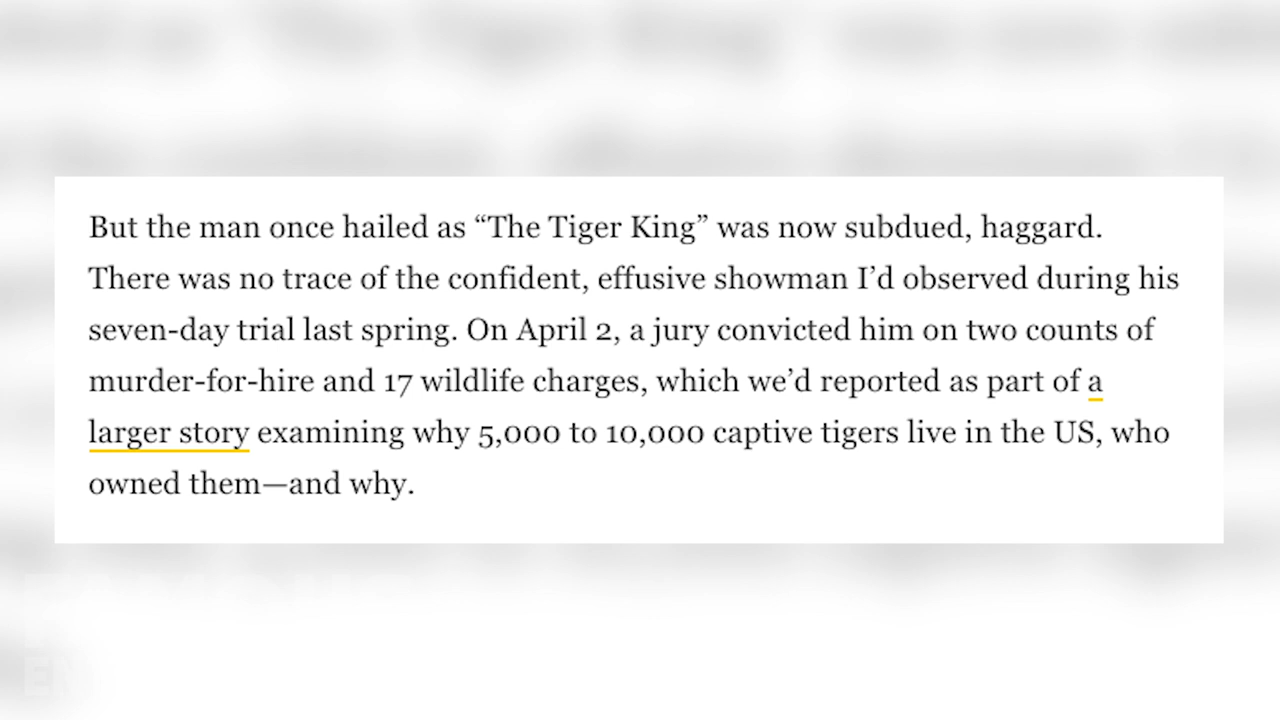 But the man once hailed as “The Tiger King” was now subdued, haggard.
There was no trace of the confident, effusive showman I’d observed during his
seven-day trial last spring. On April 2, a jury convicted him on two counts of
murder-for-hire and 17 wildlife charges, which we’d reported as part of a
larger story examining why 5,000 to 10,000 captive tigers live in the US, who
owned them—and why.